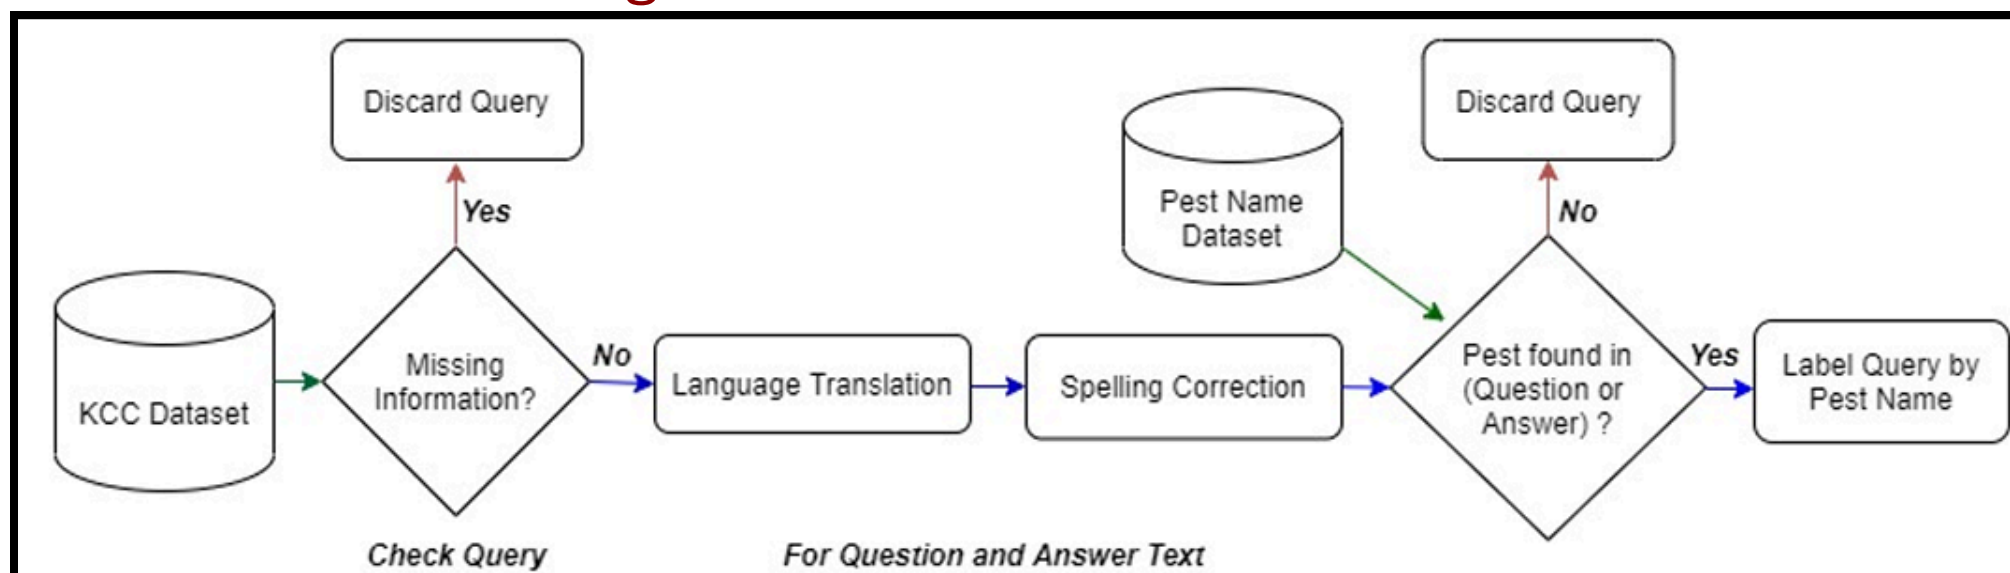 Discard Query
Yes
KCC Dataset
Missing
Information?
No
Language Translation
Spelling Correction
Pest Name
Dataset
Discard Query
No
Pest found in
(Question or
Answer) ?
Yes
Label Query by
Pest Name
Check Query
For Question and Answer Text